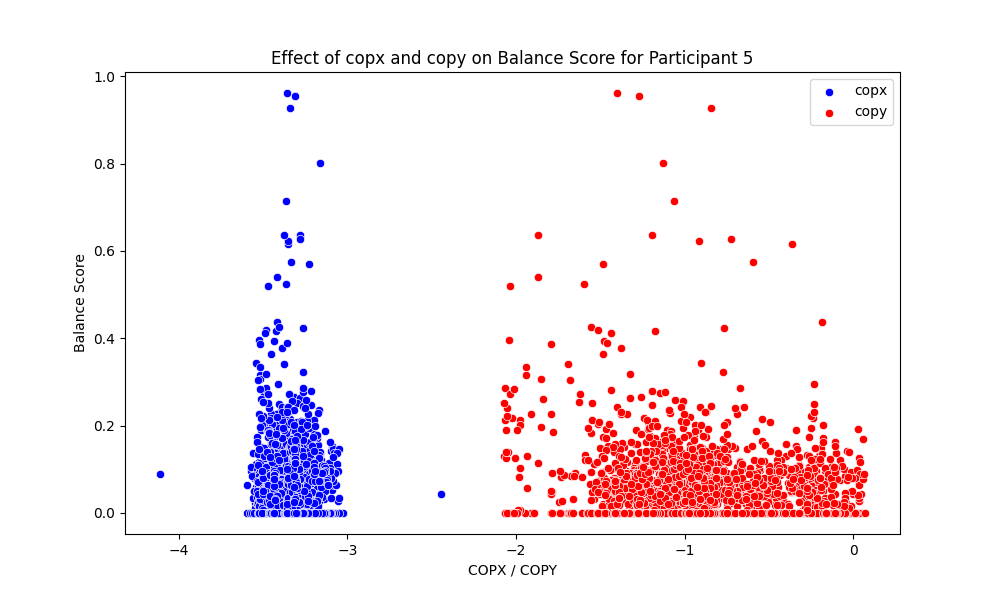 Effect of copx and copy on Balance Score for Participant 5
copx
copy
1.0
0.8
0.6
0.4
0.2
0.0
Balance Score
−4
−3
−2
−1
0
COPX / COPY